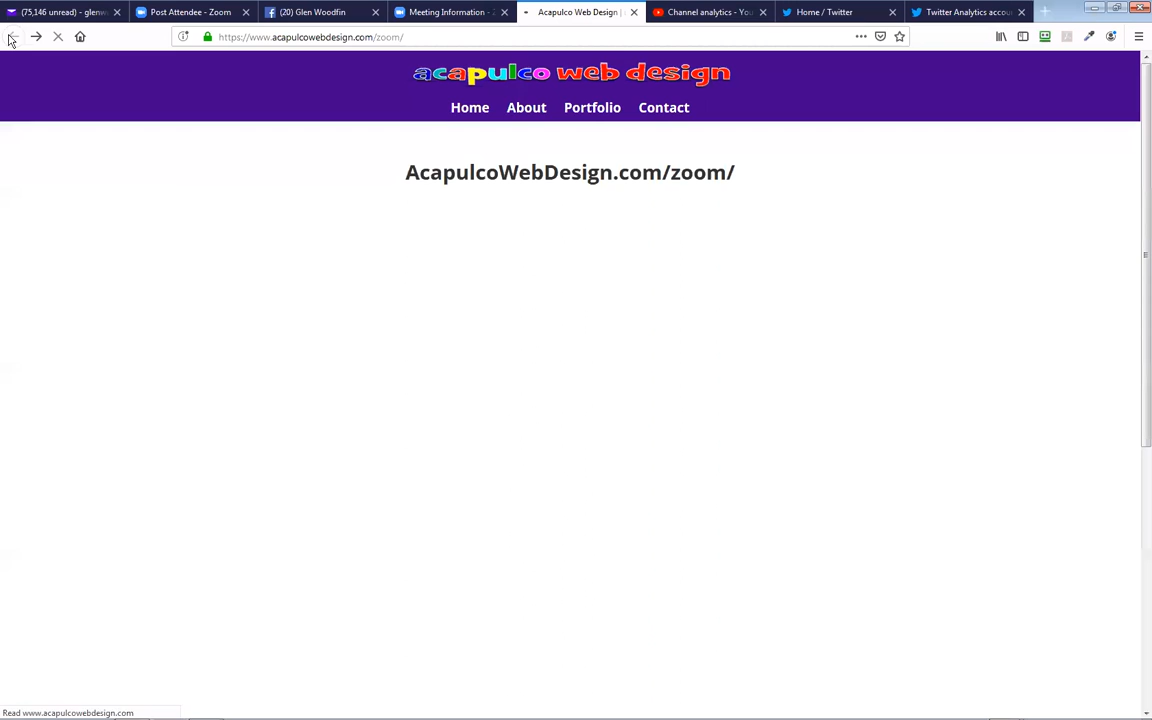 (75,146 unread) - glenw
Post Attendee - Zoom
(20) Glen Woodfin
Meeting Information - Z
Acapulco Web Design |
Channel analytics - You
Home / Twitter
Twitter Analytics accou
https://www.acapulcowebdesign.com/zoom/
acapulco web design
Home
About
Portfolio
Contact
AcapulcoWebDesign.com/zoom/
Read www.acapulcowebdesign.com